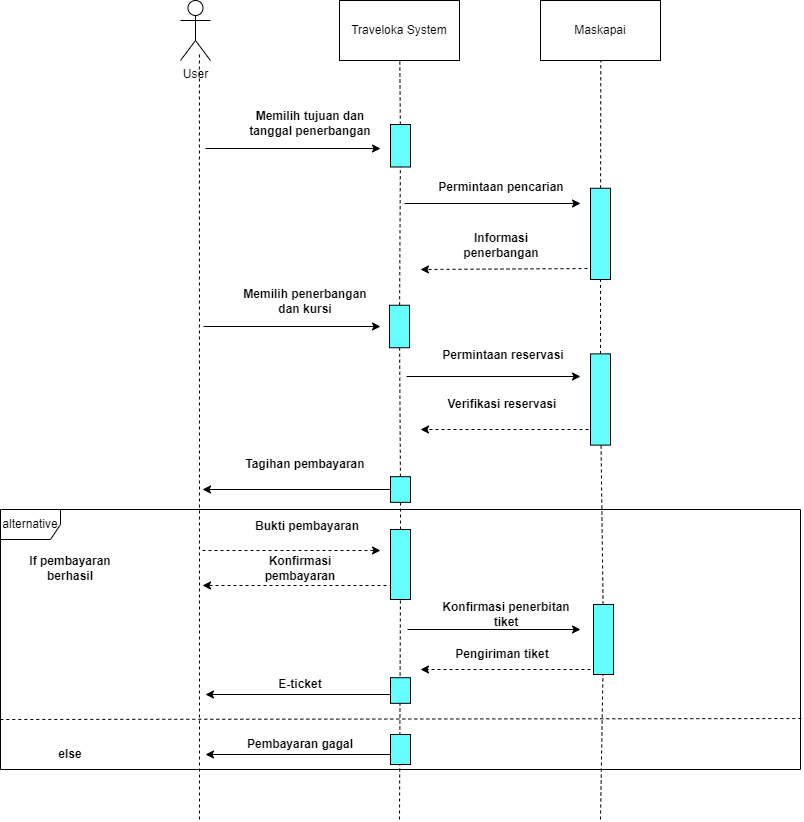 User
Traveloka System
Maskapai
Memilih tujuan dan
tanggal penerbangan
Permintaan pencarian
Informasi
penerbangan
Memilih penerbangan
dan kursi
Permintaan reservasi
Verifikasi reservasi
Tagihan pembayaran
alternative
Bukti pembayaran
If pembayaran
berhasil
Konfirmasi
pembayaran
Konfirmasi penerbitan
tiket
Pengiriman tiket
E-ticket
Pembayaran gagal
else